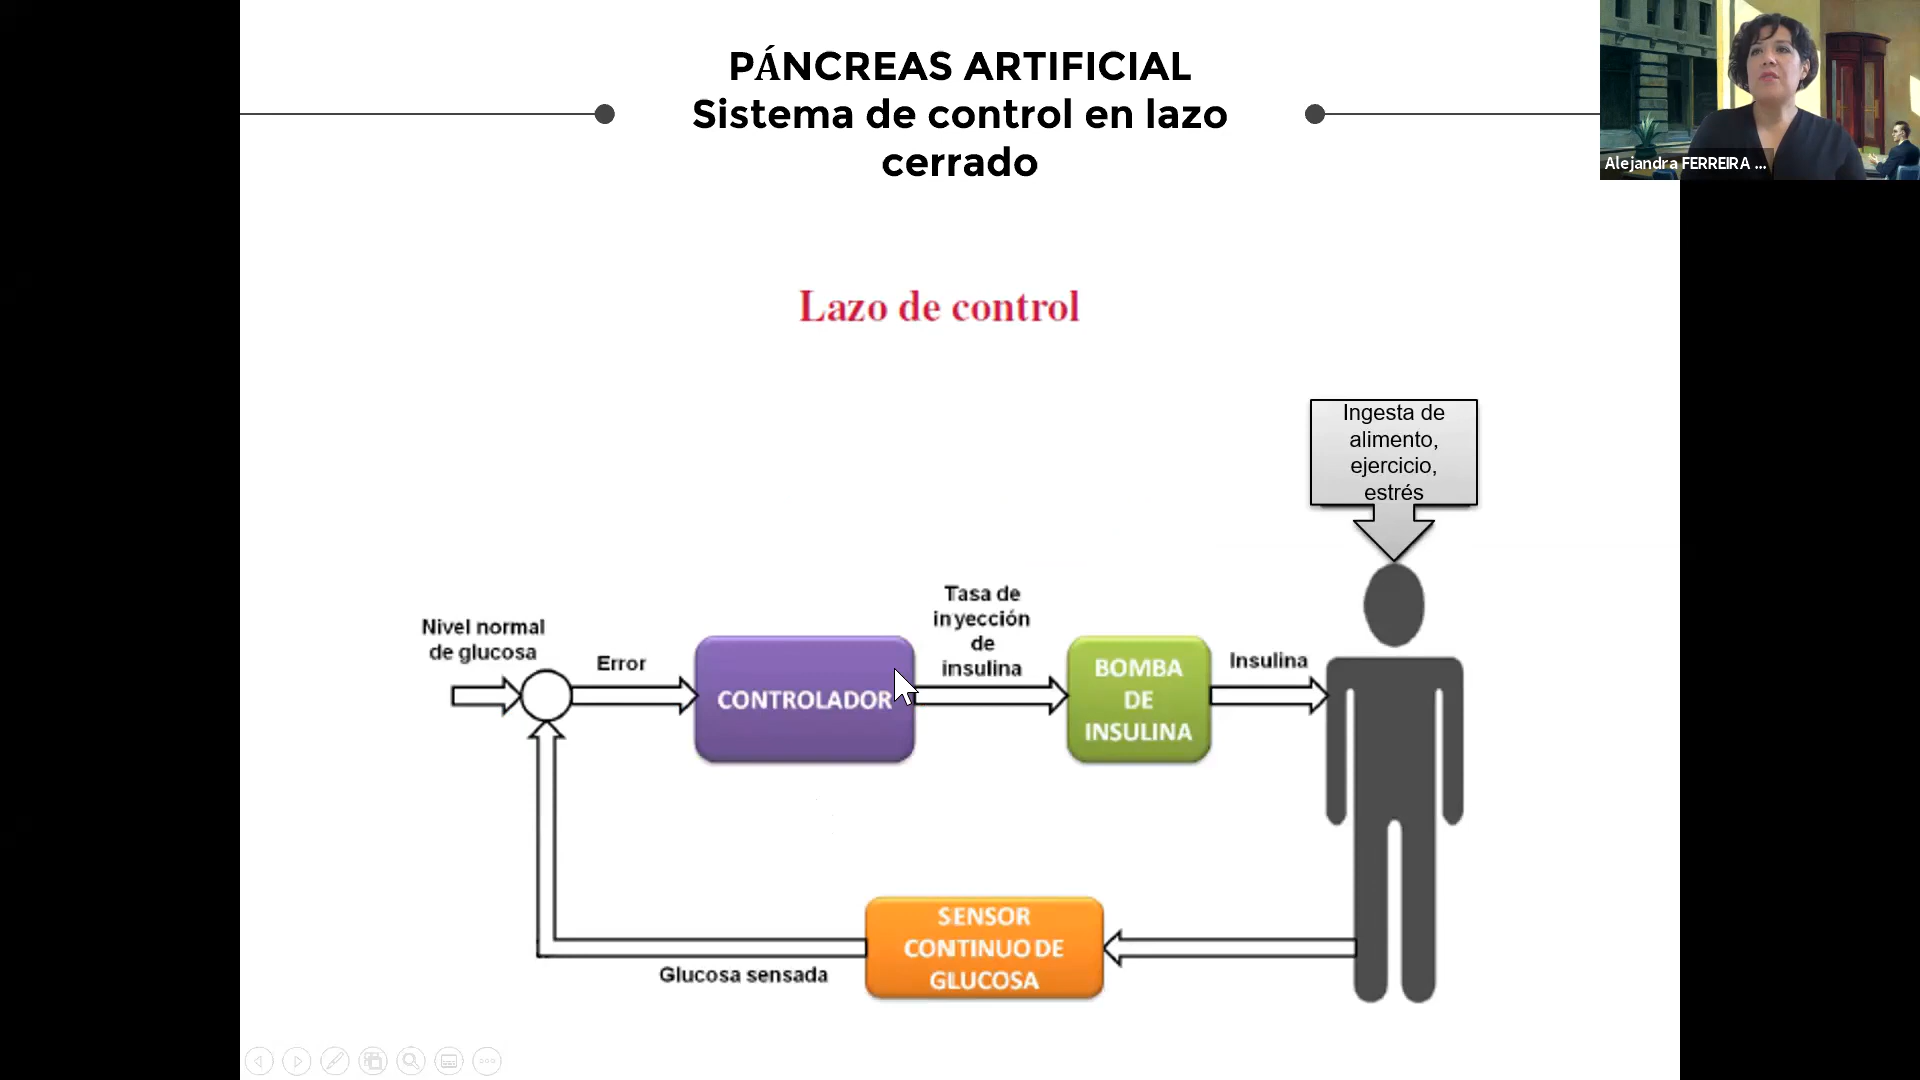 PÁNCREAS ARTIFICIAL
Sistema de control en lazo
cerrado
Alejandra FERREIRA ...
Lazo de control
Ingesta de
alimento,
ejercicio,
estrés
Nivel normal
de glucosa
Error
CONTROLADOR
Tasa de
inyección
de
insulina
BOMBA
DE
INSULINA
Insulina
SENSOR
CONTINUO DE
GLUCOSA
Glucosa sensada